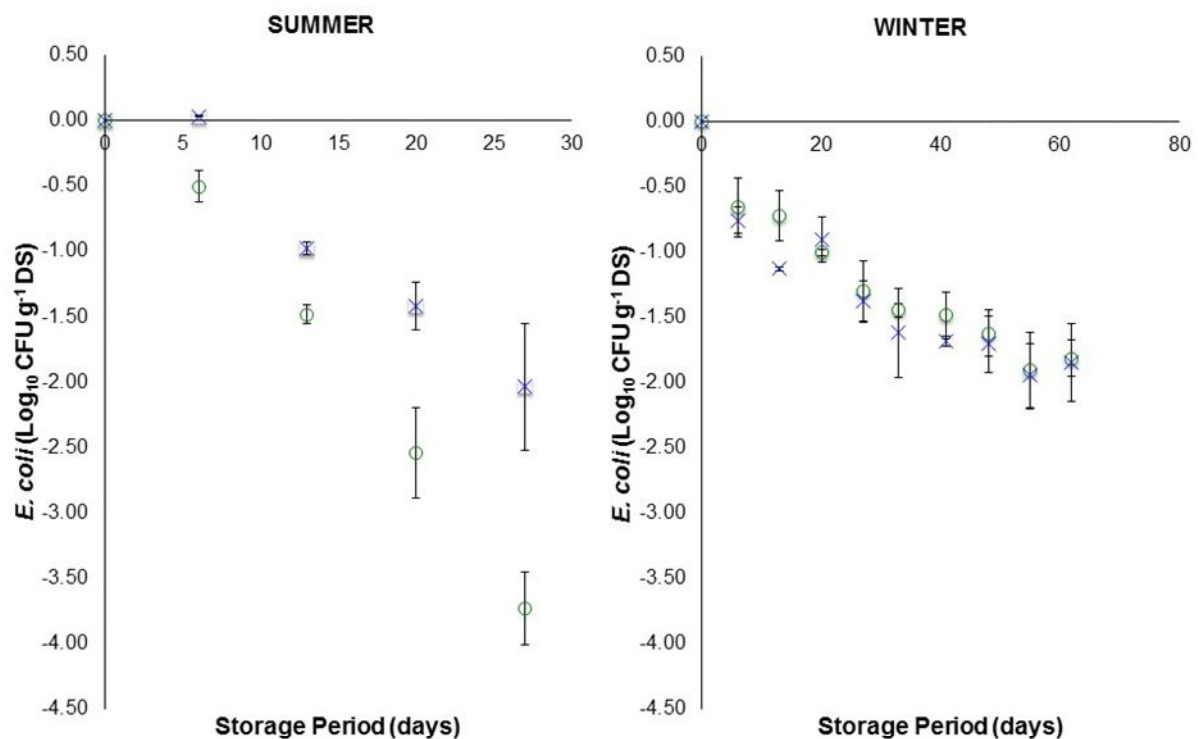 SUMMER
0.50
0.00
0 5 10 15 20 25 30
-0.50
-1.00
-1.50
-2.00
-2.50
-3.00
-3.50
-4.00
-4.50
E. coli (Log₁₀ CFU g⁻¹ DS)
Storage Period (days)
WINTER
0.50
0.00
0 20 40 60 80
-0.50
-1.00
-1.50
-2.00
-2.50
-3.00
-3.50
-4.00
-4.50
E. coli (Log₁₀ CFU g⁻¹ DS)
Storage Period (days)